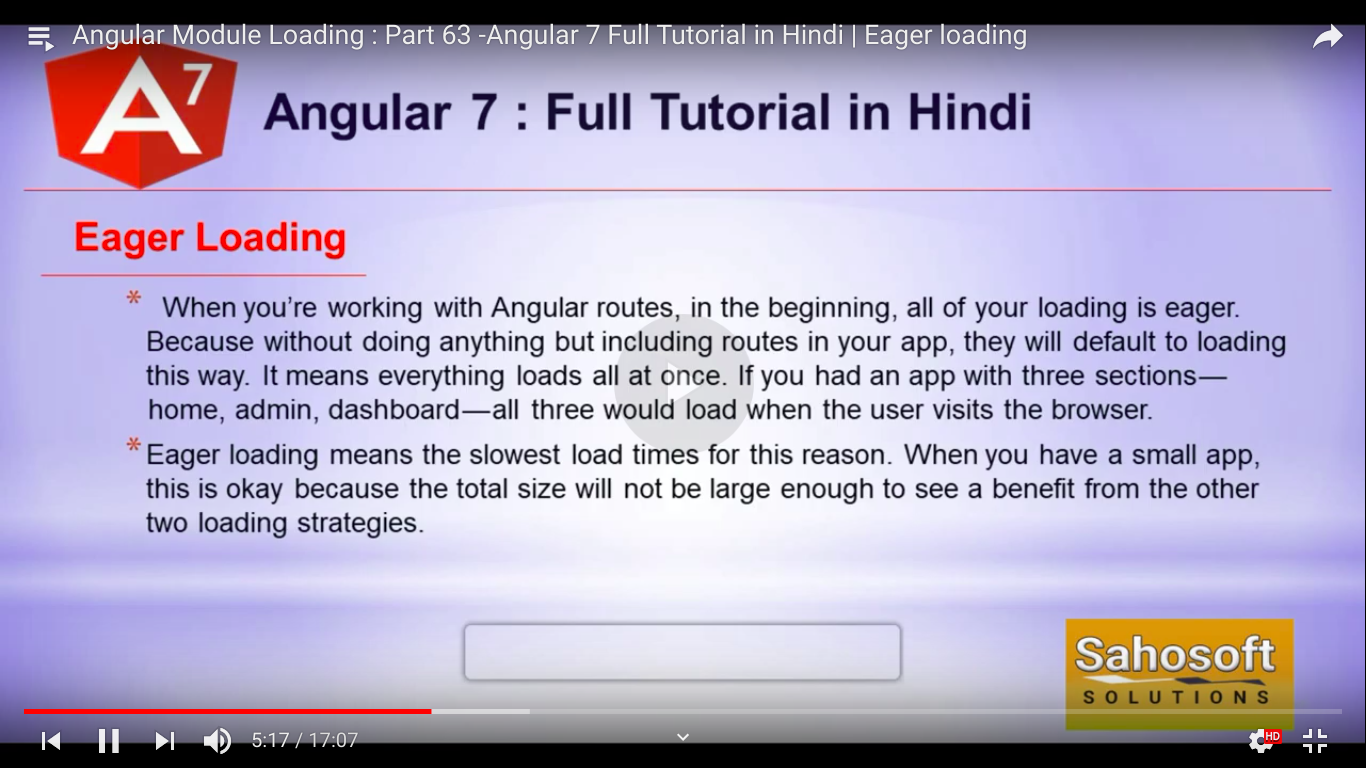 Angular Module Loading : Part 63 -Angular 7 Full Tutorial in Hindi | Eager loading
A7
Angular 7 : Full Tutorial in Hindi
Eager Loading
* When you’re working with Angular routes, in the beginning, all of your loading is eager.
Because without doing anything but including routes in your app, they will default to loading
this way. It means everything loads all at once. If you had an app with three sections—
home, admin, dashboard—all three would load when the user visits the browser.
* Eager loading means the slowest load times for this reason. When you have a small app,
this is okay because the total size will not be large enough to see a benefit from the other
two loading strategies.
Sahosoft
SOLUTIONS
5:17 / 17:07
HD